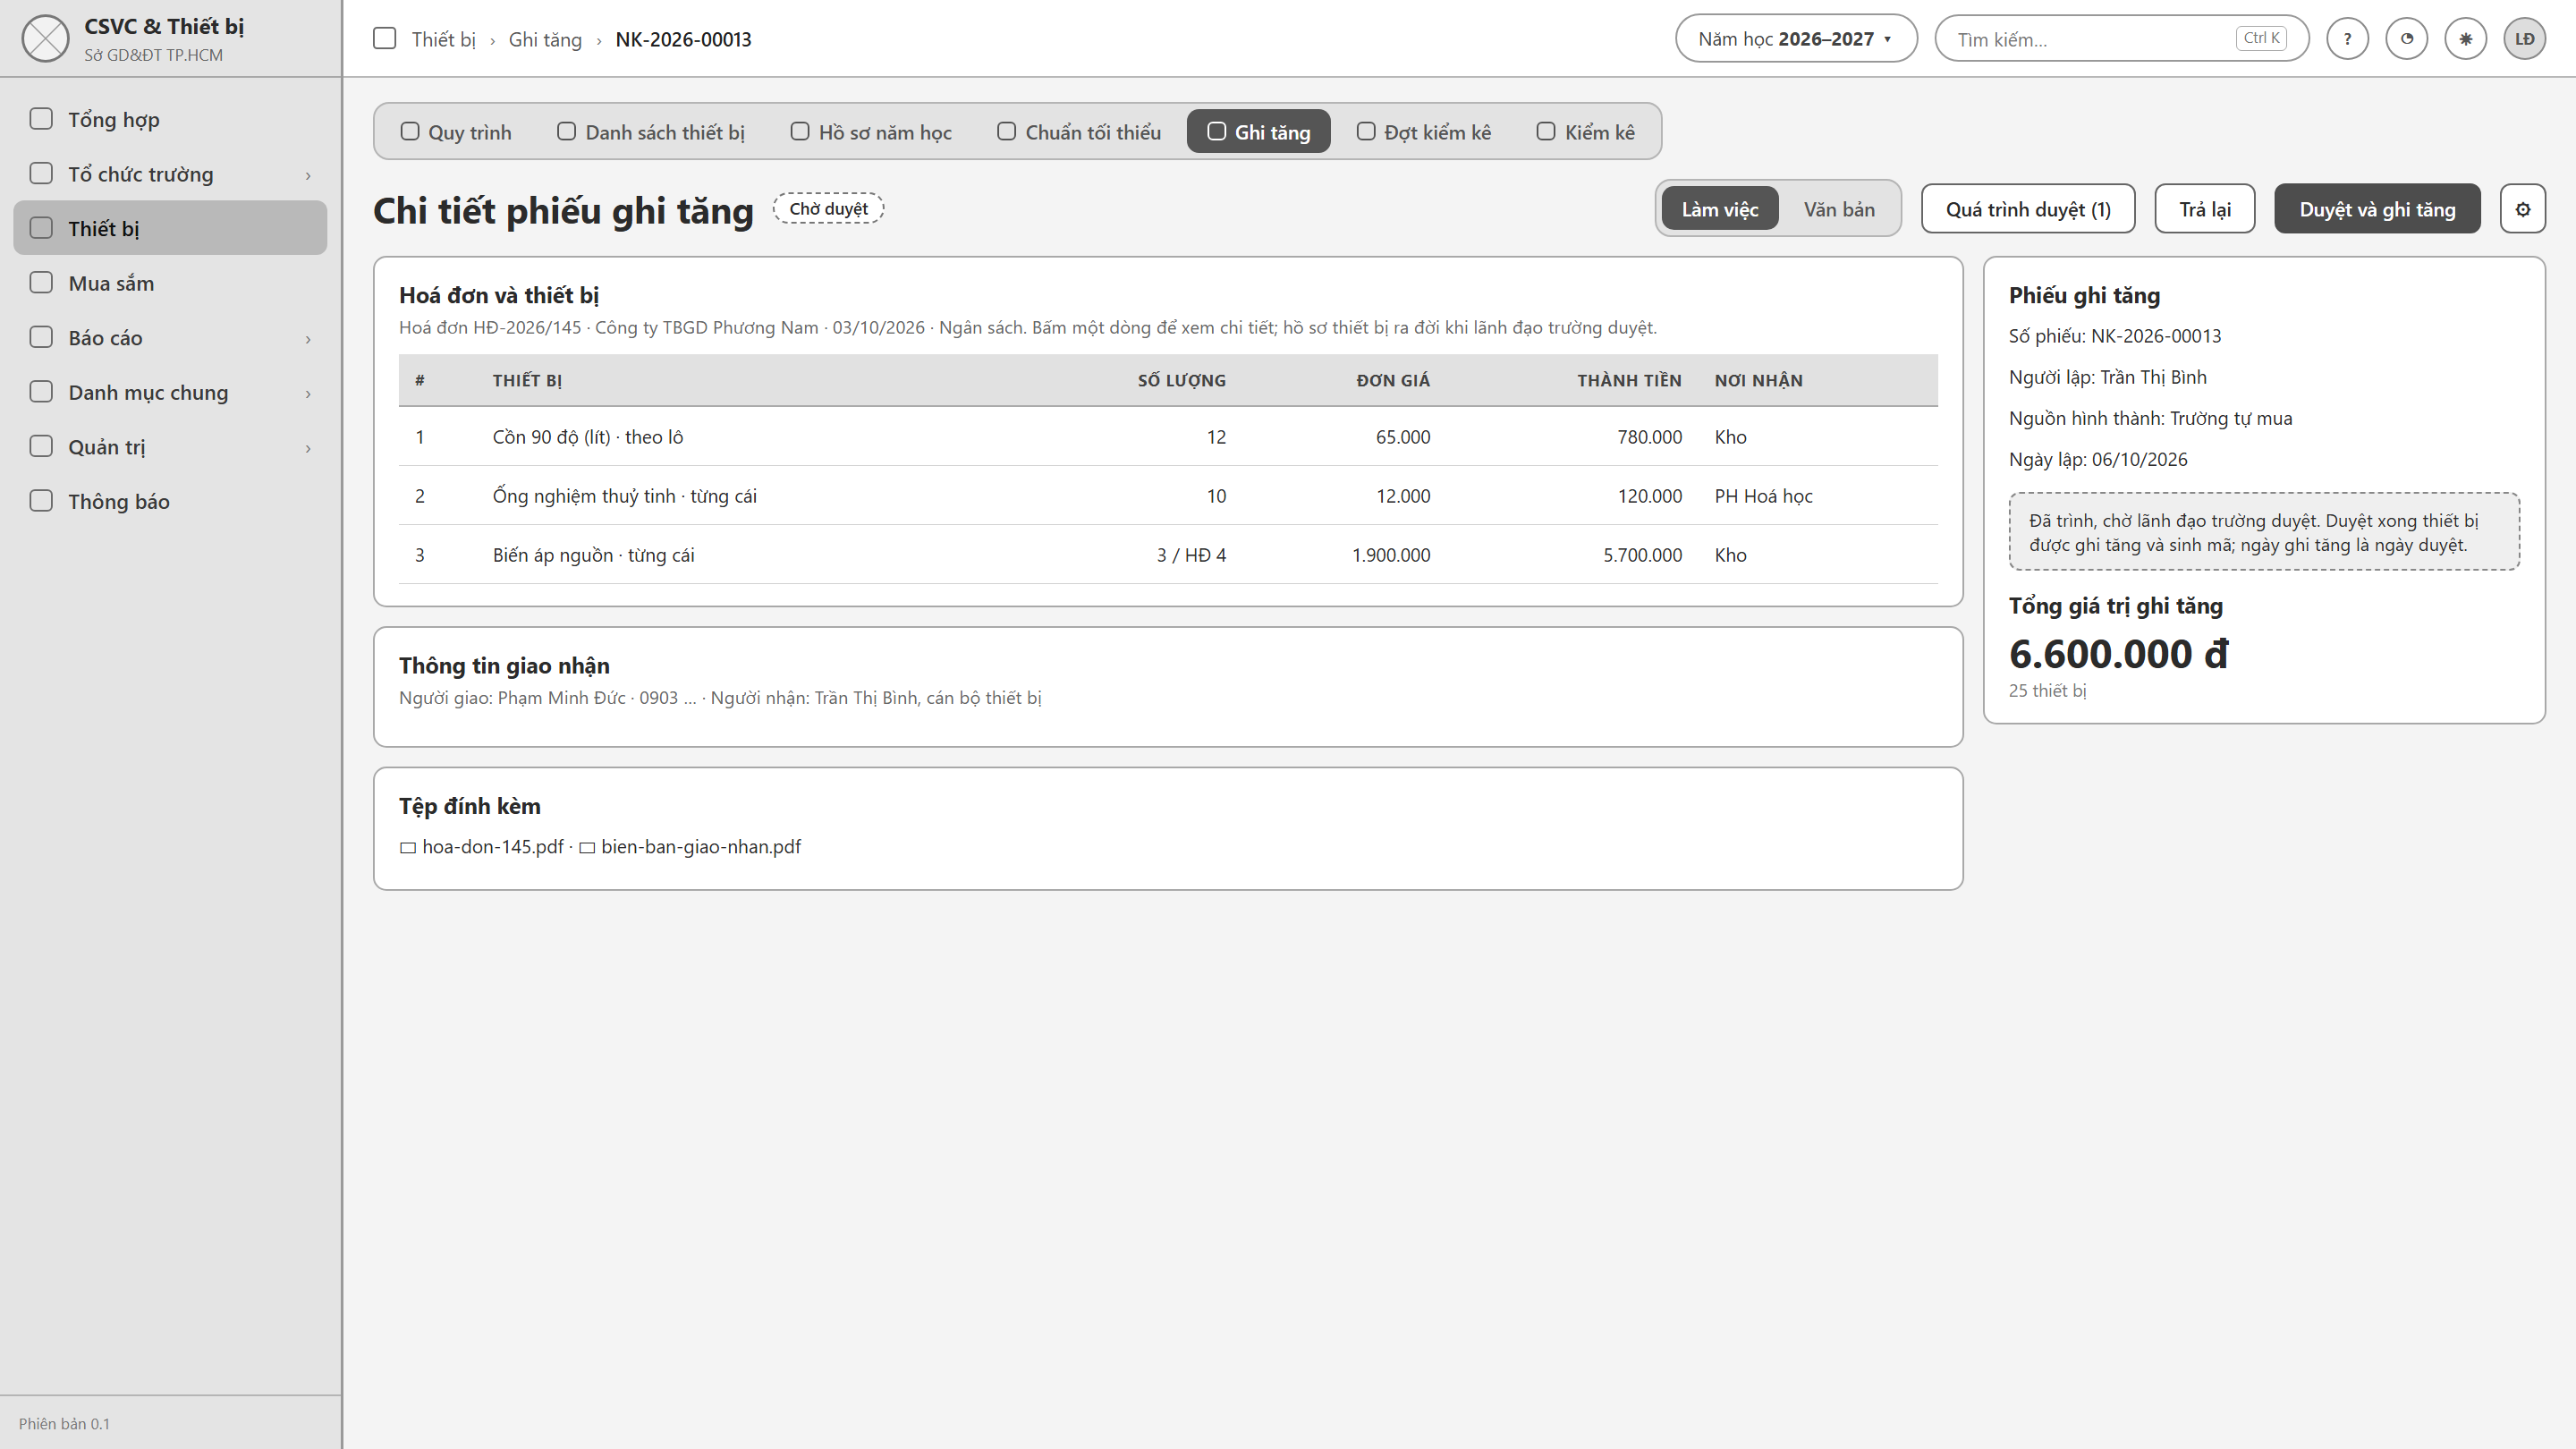 CSVC & Thiết bị
Sở GD&ĐT TP.HCM
Tổng hợp
Tổ chức trường ›
Thiết bị
Mua sắm
Báo cáo ›
Danh mục chung ›
Quản trị ›
Thông báo
Phiên bản 0.1
Thiết bị › Ghi tăng › NK-2026-00013
Năm học 2026–2027 ▾
Tìm kiếm... Ctrl K
?
LĐ
Quy trình
Danh sách thiết bị
Hồ sơ năm học
Chuẩn tối thiểu
Ghi tăng
Đợt kiểm kê
Kiểm kê
Chi tiết phiếu ghi tăng
Chờ duyệt
Làm việc
Văn bản
Quá trình duyệt (1)
Trả lại
Duyệt và ghi tăng
Hoá đơn và thiết bị
Hoá đơn HĐ-2026/145 · Công ty TBGD Phương Nam · 03/10/2026 · Ngân sách. Bấm một dòng để xem chi tiết; hồ sơ thiết bị ra đời khi lãnh đạo trường duyệt.
# THIẾT BỊ SỐ LƯỢNG ĐƠN GIÁ THÀNH TIỀN NƠI NHẬN
1 Cồn 90 độ (lít) · theo lô 12 65.000 780.000 Kho
2 Ống nghiệm thuỷ tinh · từng cái 10 12.000 120.000 PH Hoá học
3 Biến áp nguồn · từng cái 3 / HĐ 4 1.900.000 5.700.000 Kho
Thông tin giao nhận
Người giao: Phạm Minh Đức · 0903 ... · Người nhận: Trần Thị Bình, cán bộ thiết bị
Tệp đính kèm
hoa-don-145.pdf · bien-ban-giao-nhan.pdf
Phiếu ghi tăng
Số phiếu: NK-2026-00013
Người lập: Trần Thị Bình
Nguồn hình thành: Trường tự mua
Ngày lập: 06/10/2026
Đã trình, chờ lãnh đạo trường duyệt. Duyệt xong thiết bị
được ghi tăng và sinh mã; ngày ghi tăng là ngày duyệt.
Tổng giá trị ghi tăng
6.600.000 đ
25 thiết bị